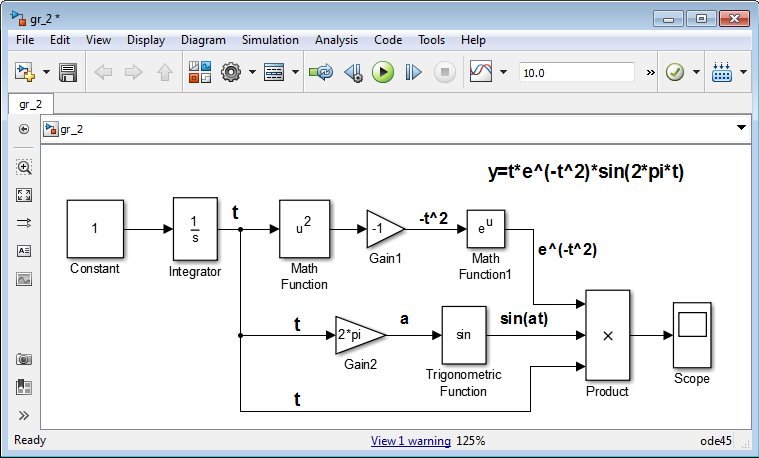 gr_2 *
File Edit View Display Diagram Simulation Analysis Code Tools Help
10.0 »
gr_2
gr_2
y=t*e^(-t^2)*sin(2*pi*t)
1
Constant
1
s
Integrator
t
u2
Math
Function
-1
Gain1
-t^2
eu
Math
Function1
e^(-t^2)
t
2*pi
Gain2
a
sin
Trigonometric
Function
sin(at)
×
Product
Scope
t
Ready View 1 warning 125% ode45